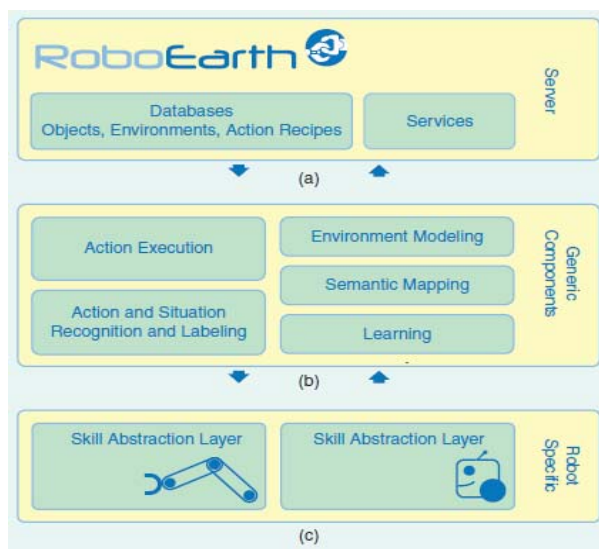 RoboEarth
Databases
Objects, Environments, Action Recipes
Services
Server
(a)
Action Execution
Action and Situation
Recognition and Labeling
Environment Modeling
Semantic Mapping
Learning
Generic
Components
(b)
Skill Abstraction Layer
Skill Abstraction Layer
Robot
Specific
(c)